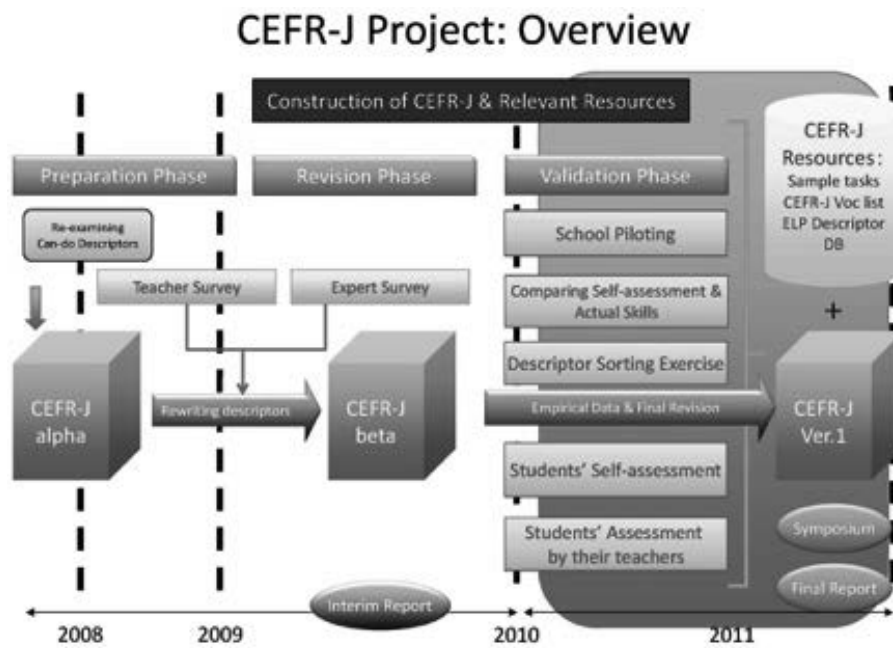 CEFR-J Project: Overview
Construction of CEFR-J & Relevant Resources
Preparation Phase
Revision Phase
Validation Phase
CEFR-J
Resources:
Sample tasks
CEFR-J Voc list
ELP Descriptor
DB
Re-examining
Can-do Descriptors
School Piloting
Teacher Survey
Expert Survey
Comparing Self-assessment &
Actual Skills
+
Descriptor Sorting Exercise
CEFR-J
alpha
Rewriting descriptors
CEFR-J
beta
Empirical Data & Final Revision
CEFR-J
Ver.1
Students' Self-assessment
Students' Assessment
by their teachers
Symposium
Final Report
Interim Report
2008
2009
2010
2011